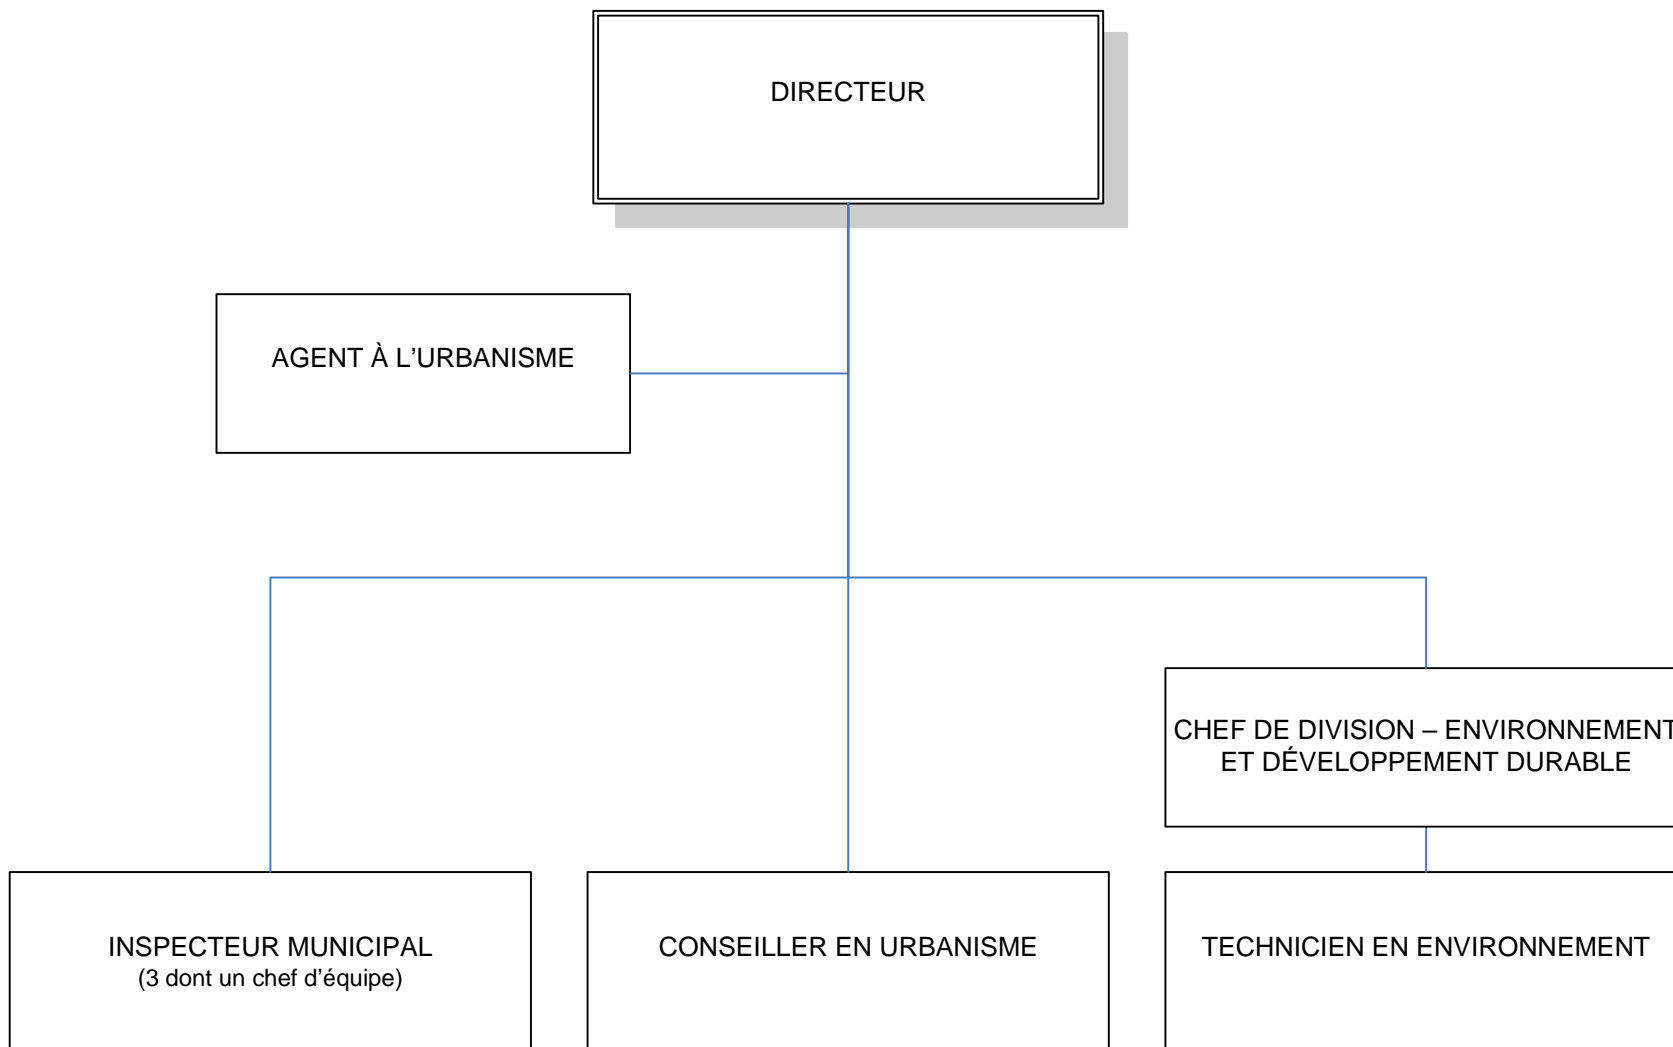 DIRECTEUR
AGENT À L’URBANISME
CHEF DE DIVISION – ENVIRONNEMENT
ET DÉVELOPPEMENT DURABLE
INSPECTEUR MUNICIPAL
(3 dont un chef d’équipe)
CONSEILLER EN URBANISME
TECHNICIEN EN ENVIRONNEMENT